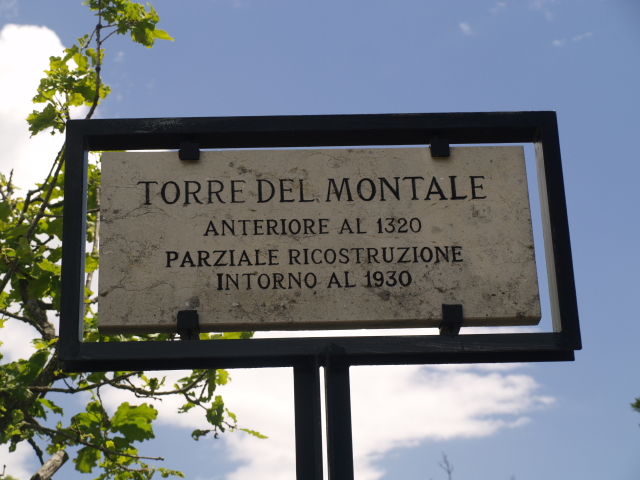 TORRE DEL MONTALE
ANTERIORE AL 1320
PARZIALE RICOSTRUZIONE
INTORNO AL 1930